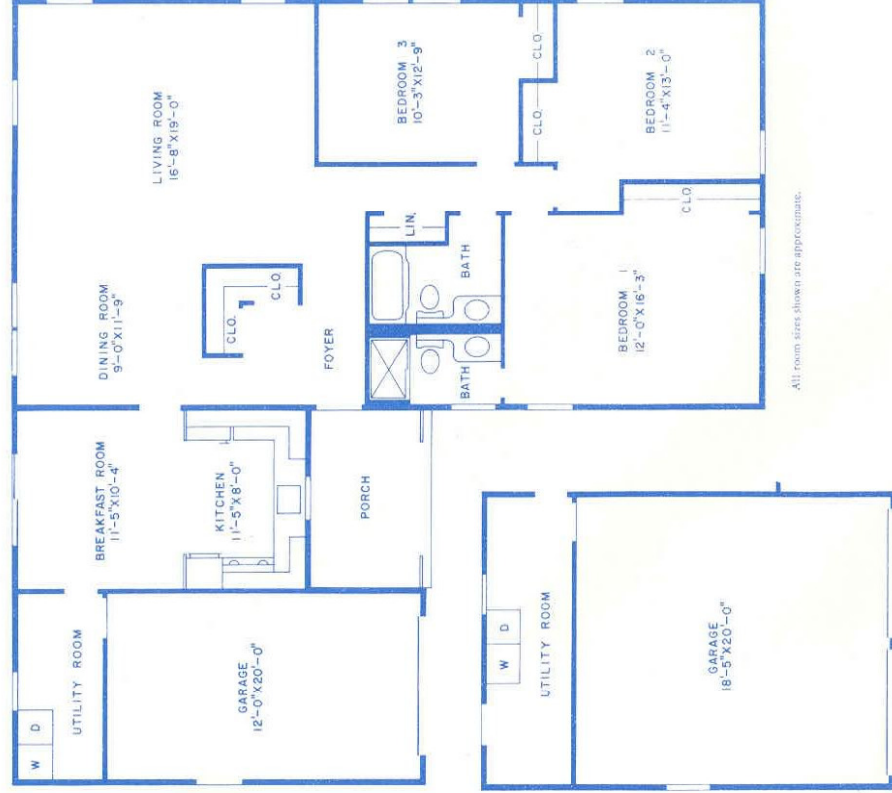 BEDROOM 3
10'-3"X12'-9"
CLO.
CLO.
BEDROOM 2
11'-4"X13'-0"
LIVING ROOM
16'-8"X19'-0"
LIN.
BATH
CLO.
DINING ROOM
9'-0"X11'-9"
CLO.
CLO.
FOYER
BATH
BEDROOM 1
12'-0"X16'-3"
BREAKFAST ROOM
11'-5"X10'-4"
KITCHEN
11'-5"X8'-0"
PORCH
UTILITY ROOM
W D
GARAGE
12'-0"X20'-0"
UTILITY ROOM
W D
GARAGE
18'-5"X20'-0"
All room sizes shown are approximate.